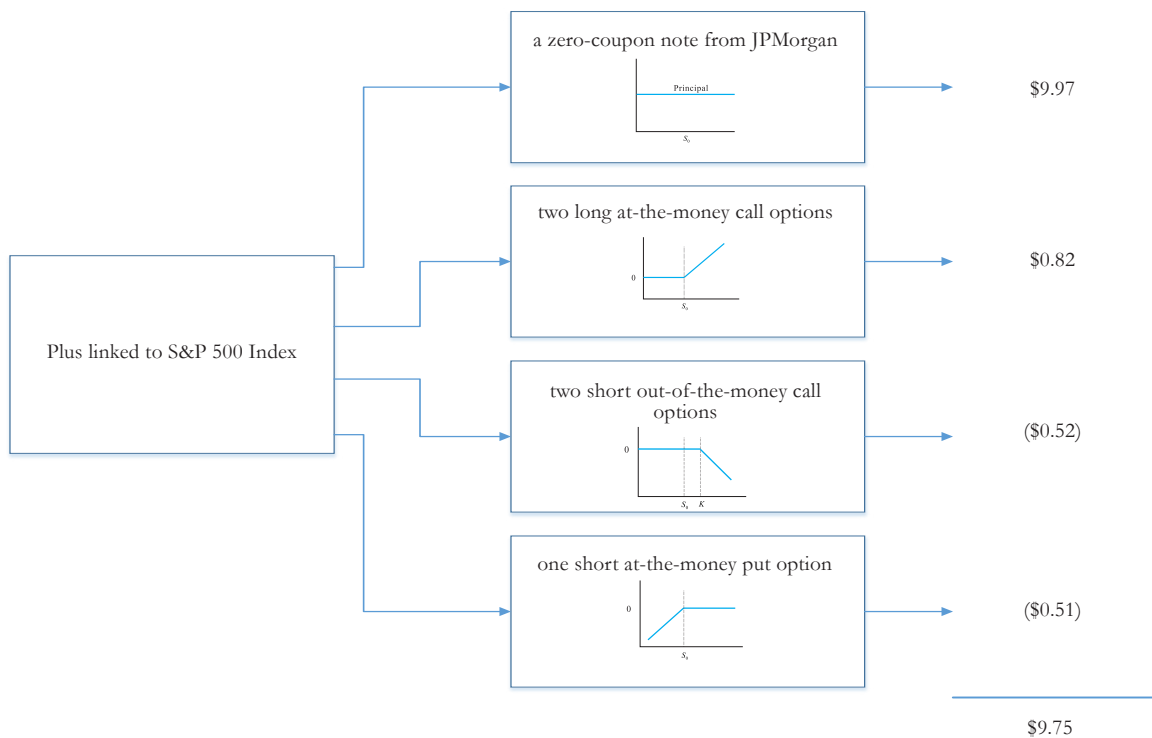 a zero-coupon note from JPMorgan
Principal
S₀
$9.97
two long at-the-money call options
0
S₀
$0.82
Plus linked to S&P 500 Index
two short out-of-the-money call
options
0
S₀ K
($0.52)
one short at-the-money put option
0
S₀
($0.51)
$9.75